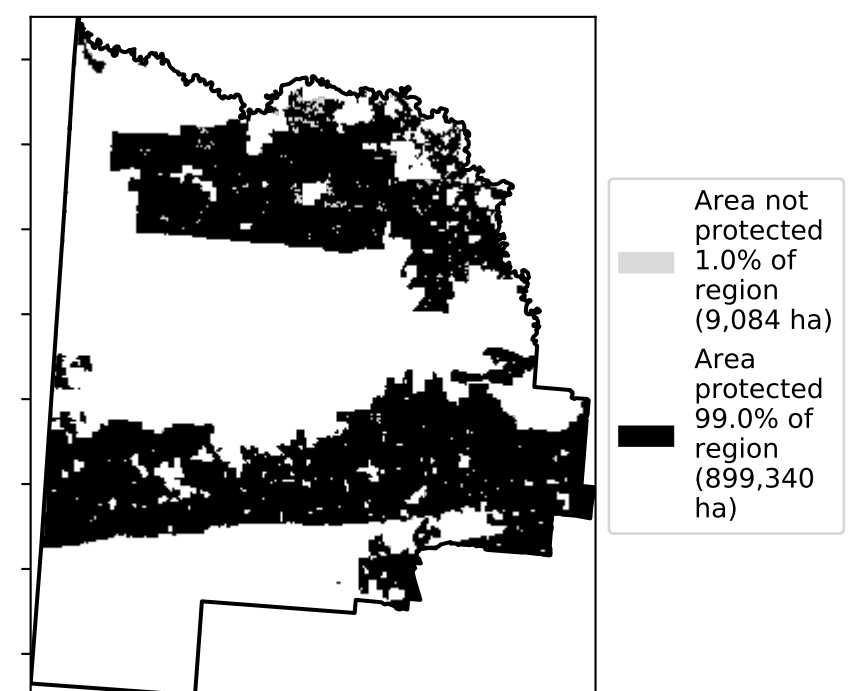 Area not
protected
1.0% of
region
(9,084 ha)
Area
protected
99.0% of
region
(899,340
ha)